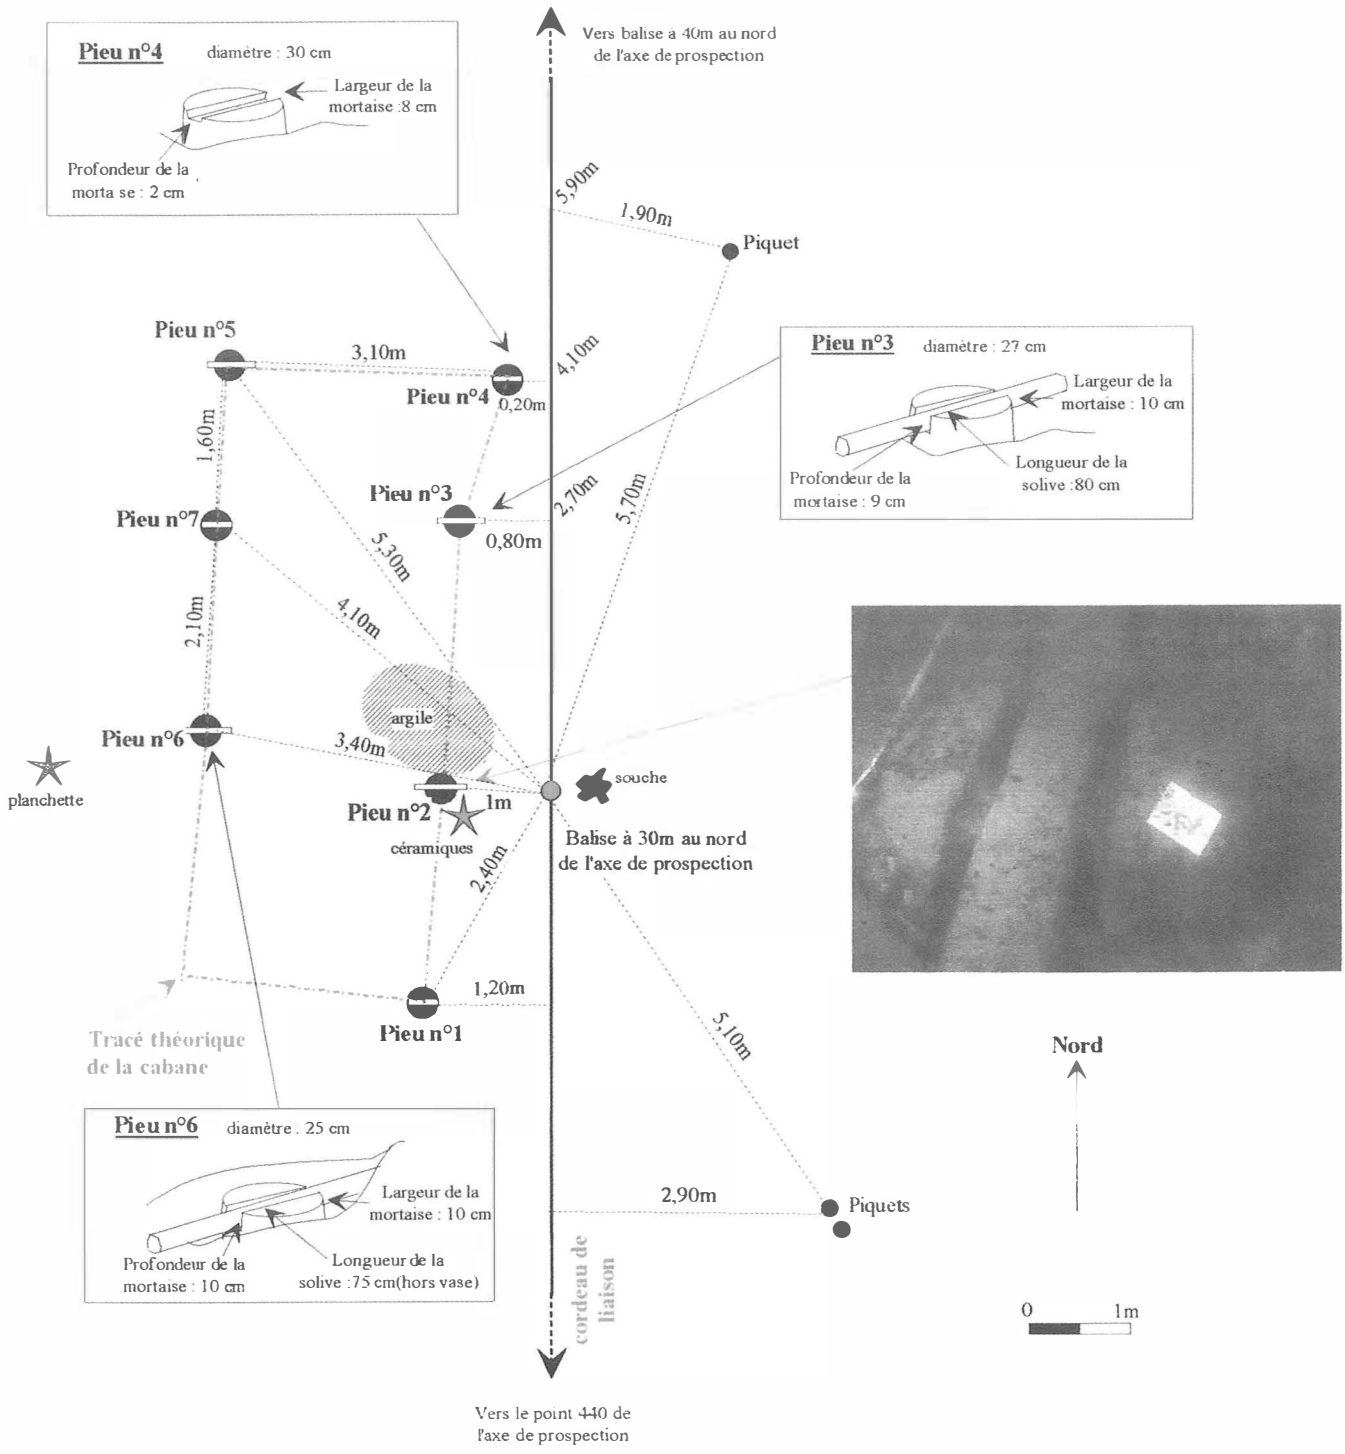 Vers balise à 40m au nord
de l'axe de prospection
Pieu n°4
diamètre : 30 cm
Largeur de la
mortaise :8 cm
Profondeur de la
morta se : 2 cm
5,90m
1,90m
Piquet
Pieu n°5
3,10m
4,10m
Pieu n°4
0,20m
1,60m
Pieu n°3
diamètre : 27 cm
Largeur de la
mortaise : 10 cm
Profondeur de la
mortaise : 9 cm
Longueur de la
solive :80 cm
Pieu n°3
2,70m
5,70m
Pieu n°7
0,80m
5,30m
4,10m
2,10m
argile
Pieu n°6
3,40m
planchette
souche
Pieu n°2
1m
céramiques
Balise à 30m au nord
de l'axe de prospection
2,40m
1,20m
Pieu n°1
Tracé théorique
de la cabane
5,10m
Nord
Pieu n°6
diamètre : 25 cm
Largeur de la
mortaise : 10 cm
Profondeur de la
mortaise : 10 cm
Longueur de la
solive :75 cm(hors vase)
2,90m
Piquets
cordeau de
liaison
0
1m
Vers le point 440 de
l'axe de prospection